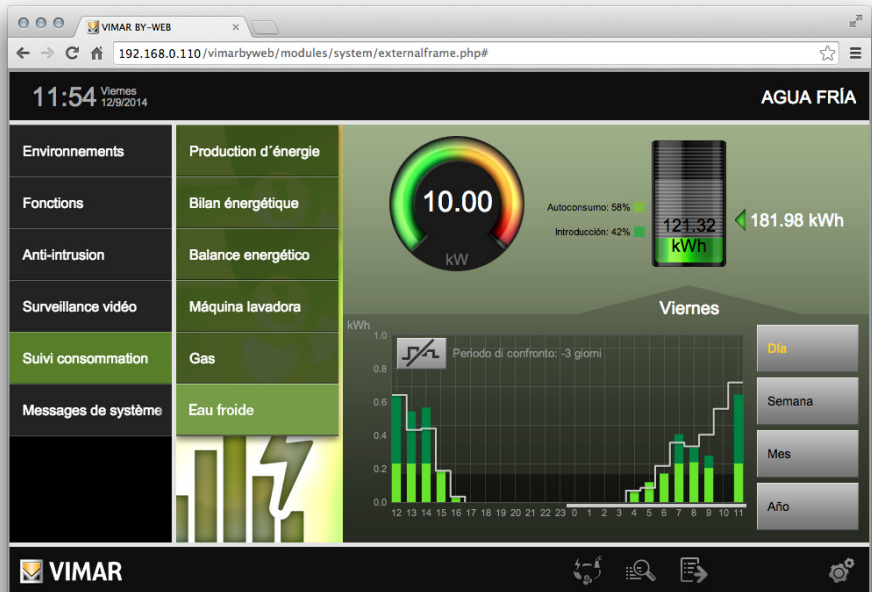 VIMAR BY-WEB
192.168.0.110/vimarbyweb/modules/system/externalframe.php#
11:54 Viernes 12/9/2014
AGUA FRÍA
Environnements
Fonctions
Anti-intrusion
Surveillance vidéo
Suivi consommation
Messages de système
Production d´énergie
Bilan énergétique
Balance energético
Máquina lavadora
Gas
Eau froide
10.00
kW
Autoconsumo: 58%
Introducción: 42%
121.32
kWh
181.98 kWh
Viernes
kWh
Periodo di confronto: -3 giorni
1.0
0.8
0.6
0.4
0.2
0.0
12 13 14 15 16 17 18 19 20 21 22 23 0 1 2 3 4 5 6 7 8 9 10 11
Día
Semana
Mes
Año
VIMAR